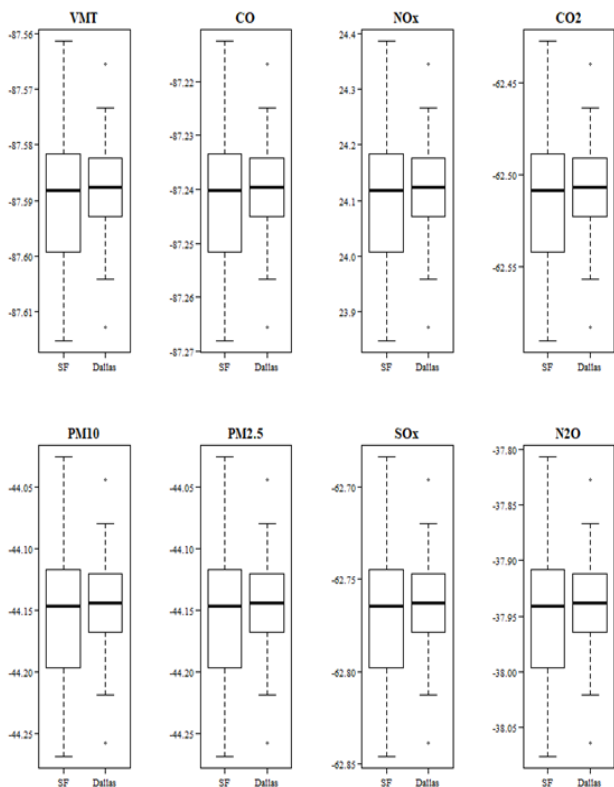 VMT
-87.56
-87.57
-87.58
-87.59
-87.60
-87.61
SF Dallas
CO
-87.22
-87.23
-87.24
-87.25
-87.26
-87.27
SF Dallas
NOx
24.4
24.3
24.2
24.1
24.0
23.9
SF Dallas
CO2
-62.45
-62.50
-62.55
SF Dallas
PM10
-44.05
-44.10
-44.15
-44.20
-44.25
SF Dallas
PM2.5
-44.05
-44.10
-44.15
-44.20
-44.25
SF Dallas
SOx
-62.70
-62.75
-62.80
-62.85
SF Dallas
N2O
-37.80
-37.85
-37.90
-37.95
-38.00
-38.05
SF Dallas